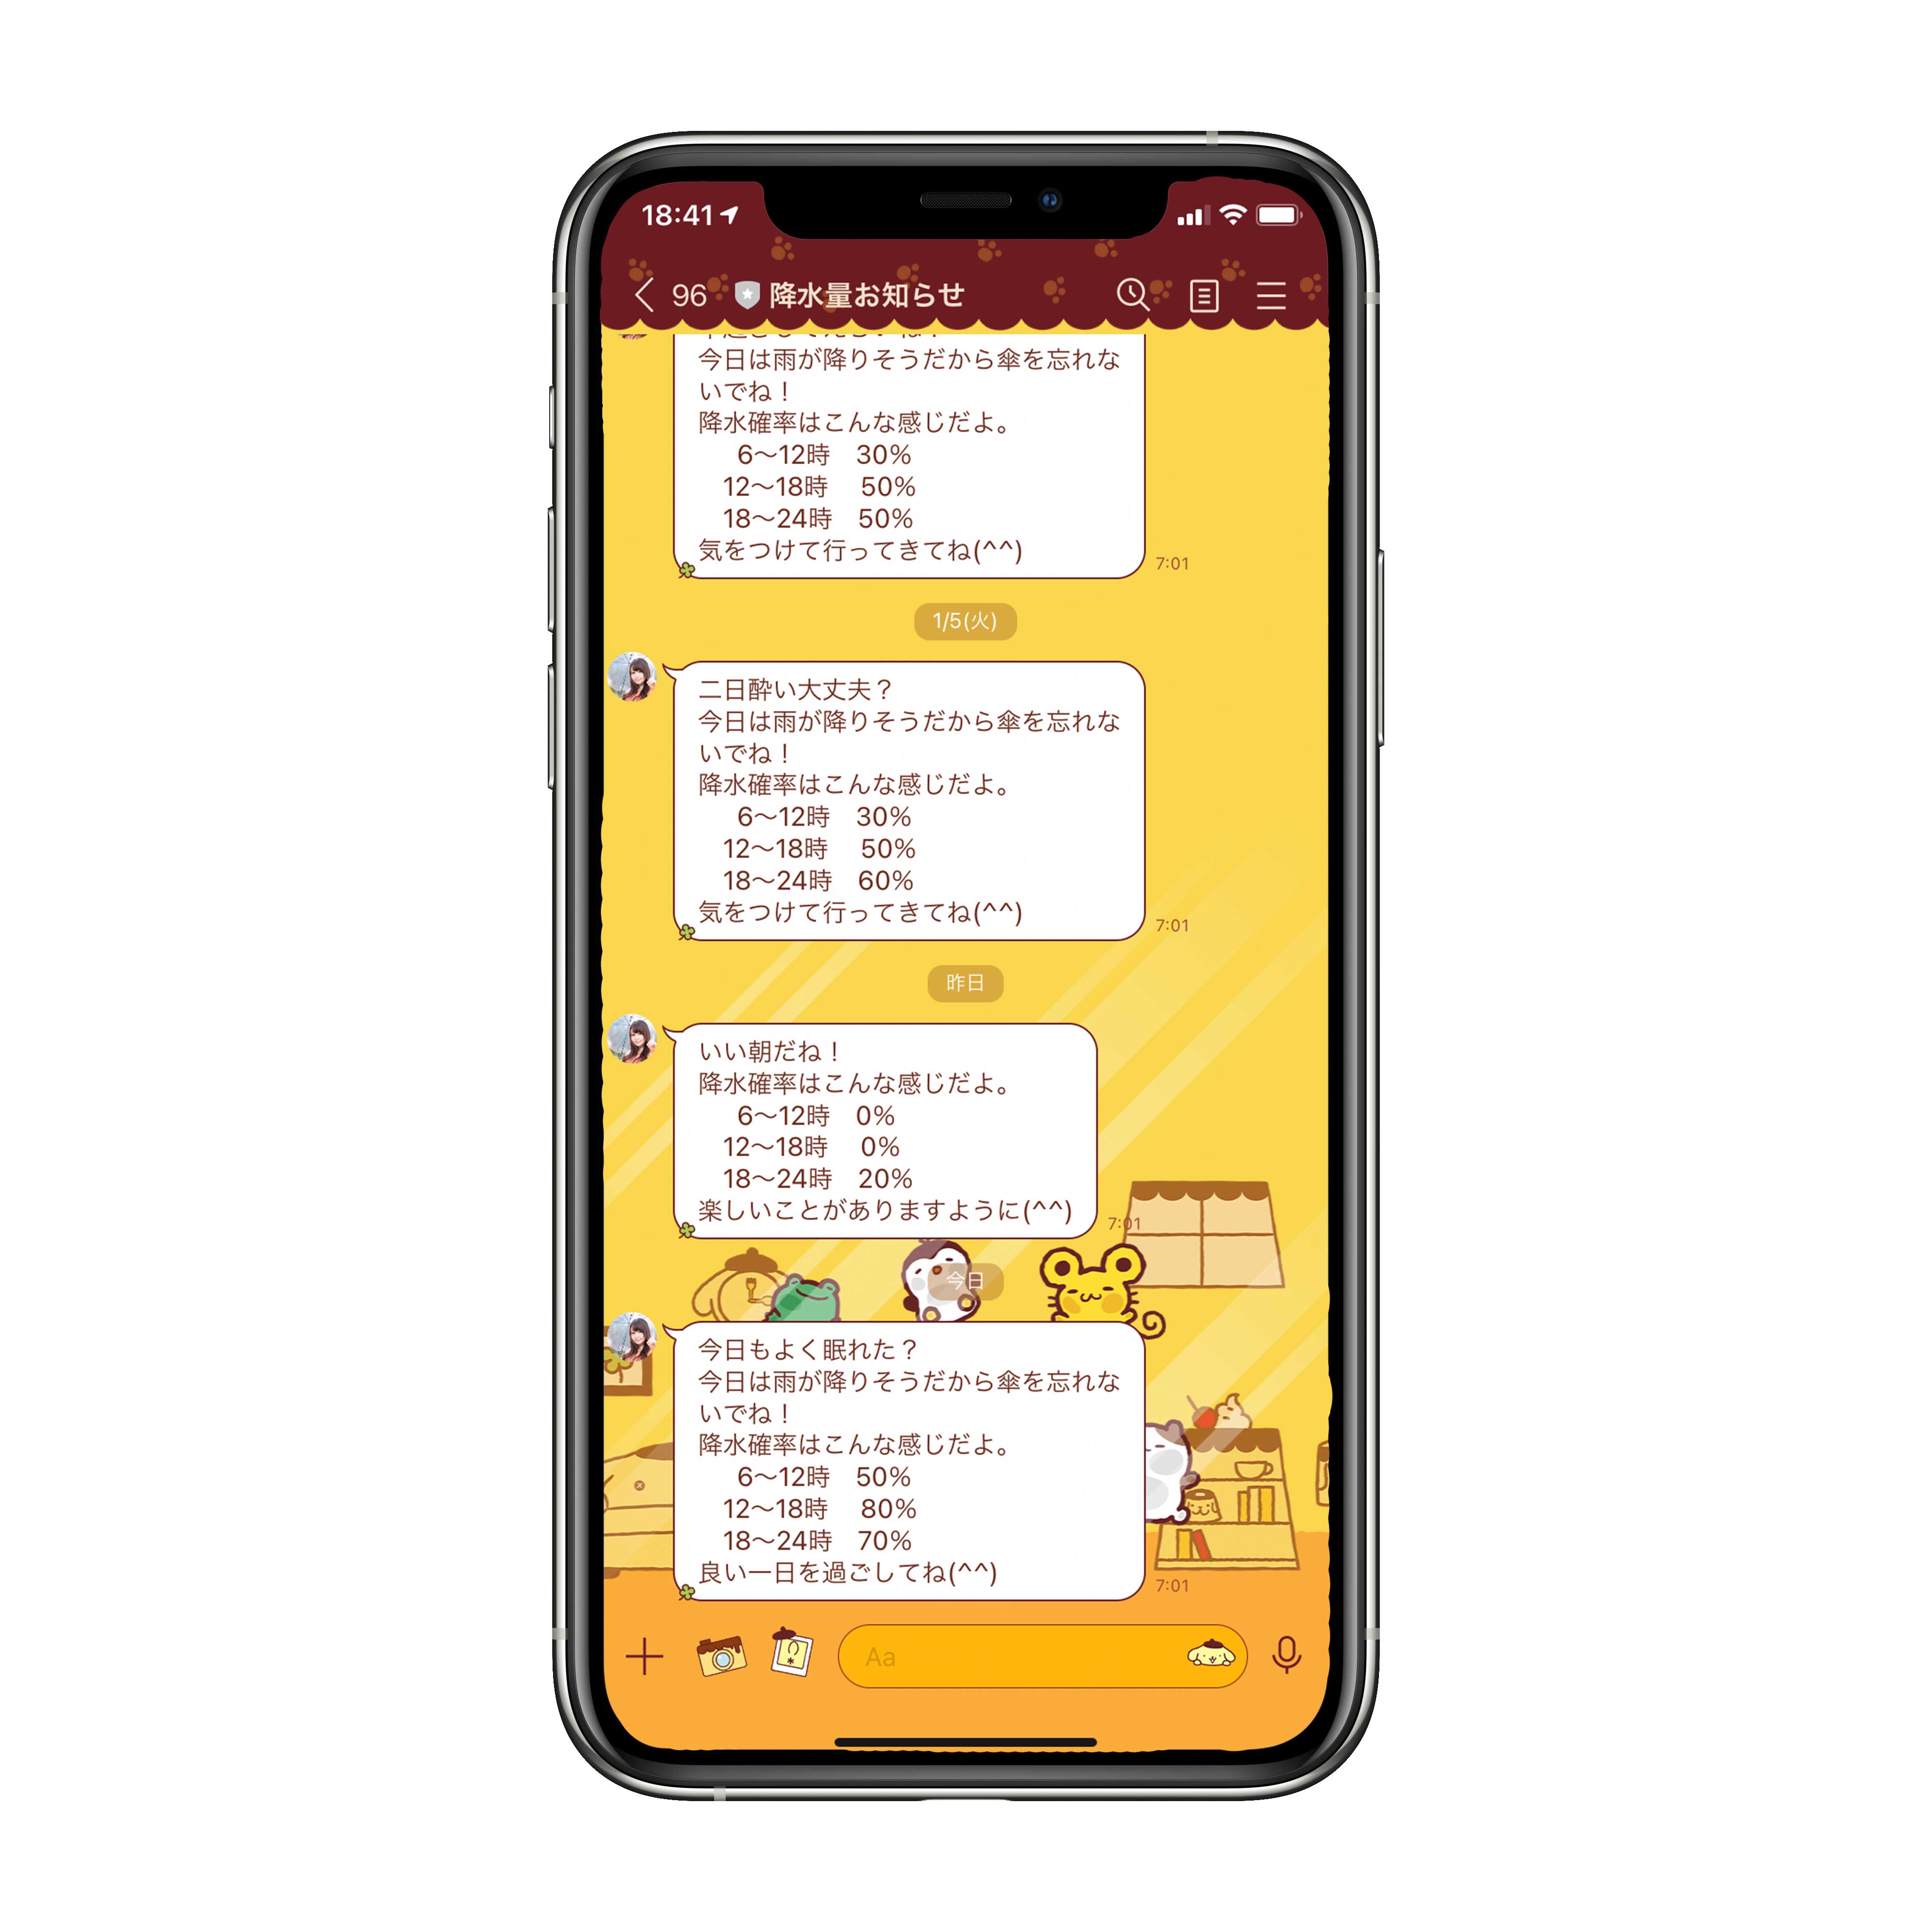 18:41
96 降水量お知らせ
今日は雨が降りそうだから傘を忘れな
いでね！
降水確率はこんな感じだよ。
6〜12時 30%
12〜18時 50%
18〜24時 50%
気をつけて行ってきてね(^^)
7:01
1/5(火)
二日酔い大丈夫？
今日は雨が降りそうだから傘を忘れな
いでね！
降水確率はこんな感じだよ。
6〜12時 30%
12〜18時 50%
18〜24時 60%
気をつけて行ってきてね(^^)
7:01
昨日
いい朝だね！
降水確率はこんな感じだよ。
6〜12時 0%
12〜18時 0%
18〜24時 20%
楽しいことがありますように(^^)
7:01
今日
今日もよく眠れた？
今日は雨が降りそうだから傘を忘れな
いでね！
降水確率はこんな感じだよ。
6〜12時 50%
12〜18時 80%
18〜24時 70%
良い一日を過ごしてね(^^)
7:01
Aa